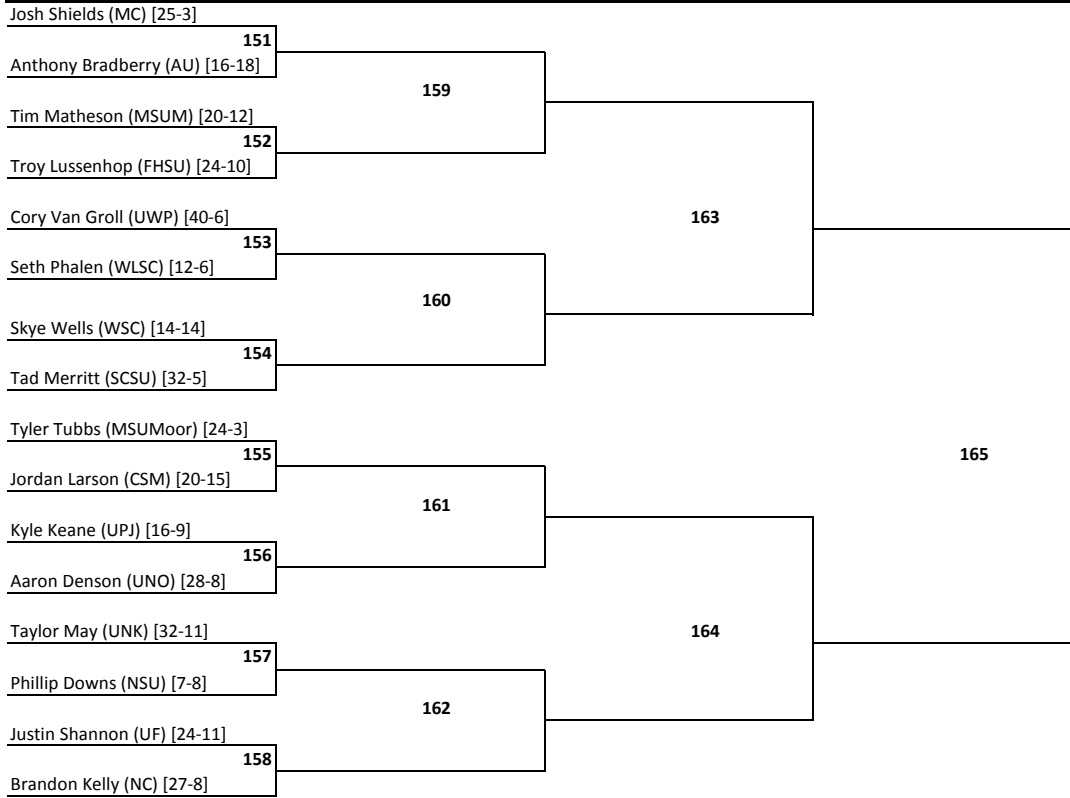 Josh Shields (MC) [25-3]
151
Anthony Bradberry (AU) [16-18]
159
Tim Matheson (MSUM) [20-12]
152
Troy Lussenhop (FHSU) [24-10]
Cory Van Groll (UWP) [40-6]
163
153
Seth Phalen (WLSC) [12-6]
160
Skye Wells (WSC) [14-14]
154
Tad Merritt (SCSU) [32-5]
Tyler Tubbs (MSUMoor) [24-3]
155
165
Jordan Larson (CSM) [20-15]
161
Kyle Keane (UPJ) [16-9]
156
Aaron Denson (UNO) [28-8]
Taylor May (UNK) [32-11]
164
157
Phillip Downs (NSU) [7-8]
162
Justin Shannon (UF) [24-11]
158
Brandon Kelly (NC) [27-8]